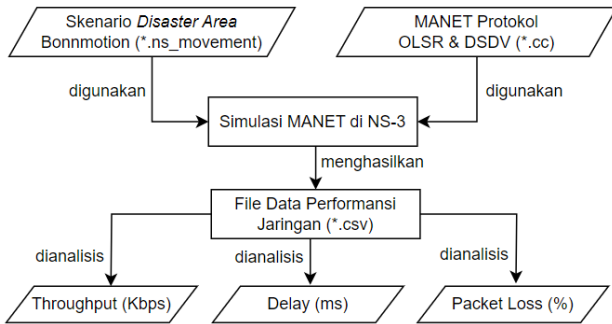 Skenario Disaster Area
Bonnmotion (*.ns_movement)
MANET Protokol
OLSR & DSDV (*.cc)
digunakan
digunakan
Simulasi MANET di NS-3
menghasilkan
File Data Performansi
Jaringan (*.csv)
dianalisis
dianalisis
dianalisis
Throughput (Kbps)
Delay (ms)
Packet Loss (%)